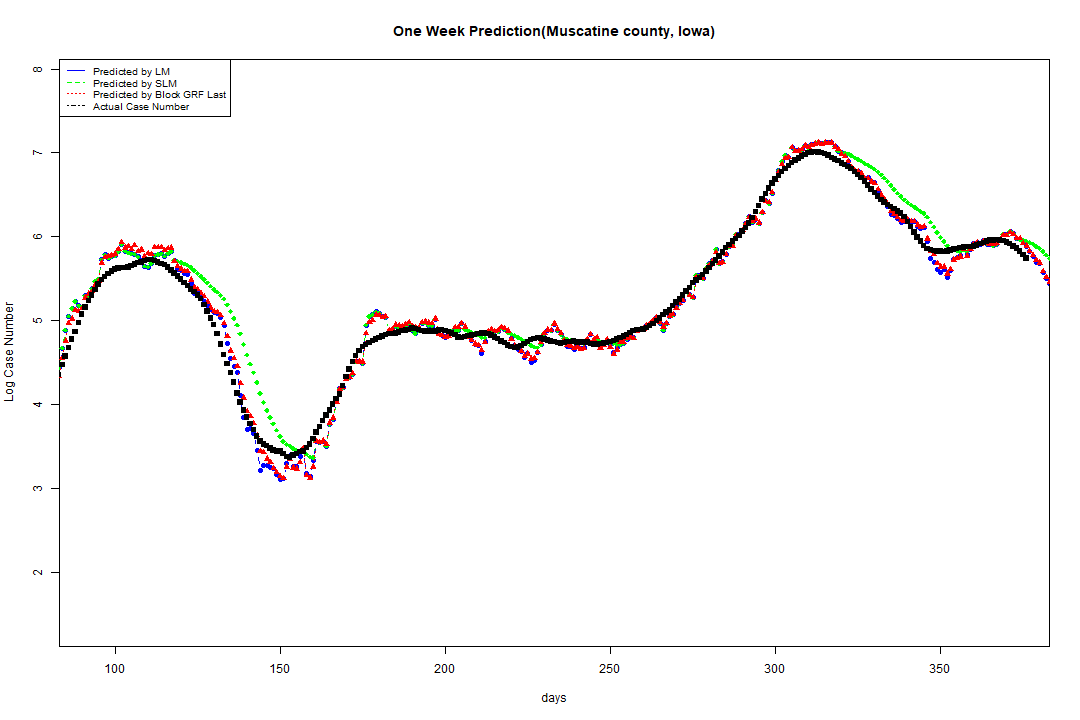 One Week Prediction(Muscatine county, Iowa)
Predicted by LM
Predicted by SLM
Predicted by Block GRF Last
Actual Case Number
Log Case Number
8
7
6
5
4
3
2
100 150 200 250 300 350
days